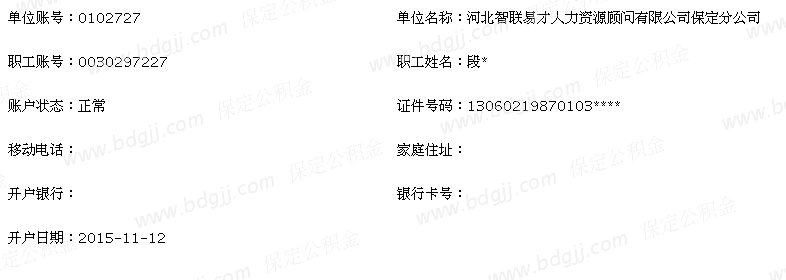 单位账号：0102727 单位名称：河北智联易才人力资源顾问有限公司保定分公司
职工账号：0030297227 职工姓名：段*
账户状态：正常 证件号码：13060219870103****
移动电话： 家庭住址：
开户银行： 银行卡号：
开户日期：2015-11-12
www.bdgjj.com 保定公积金